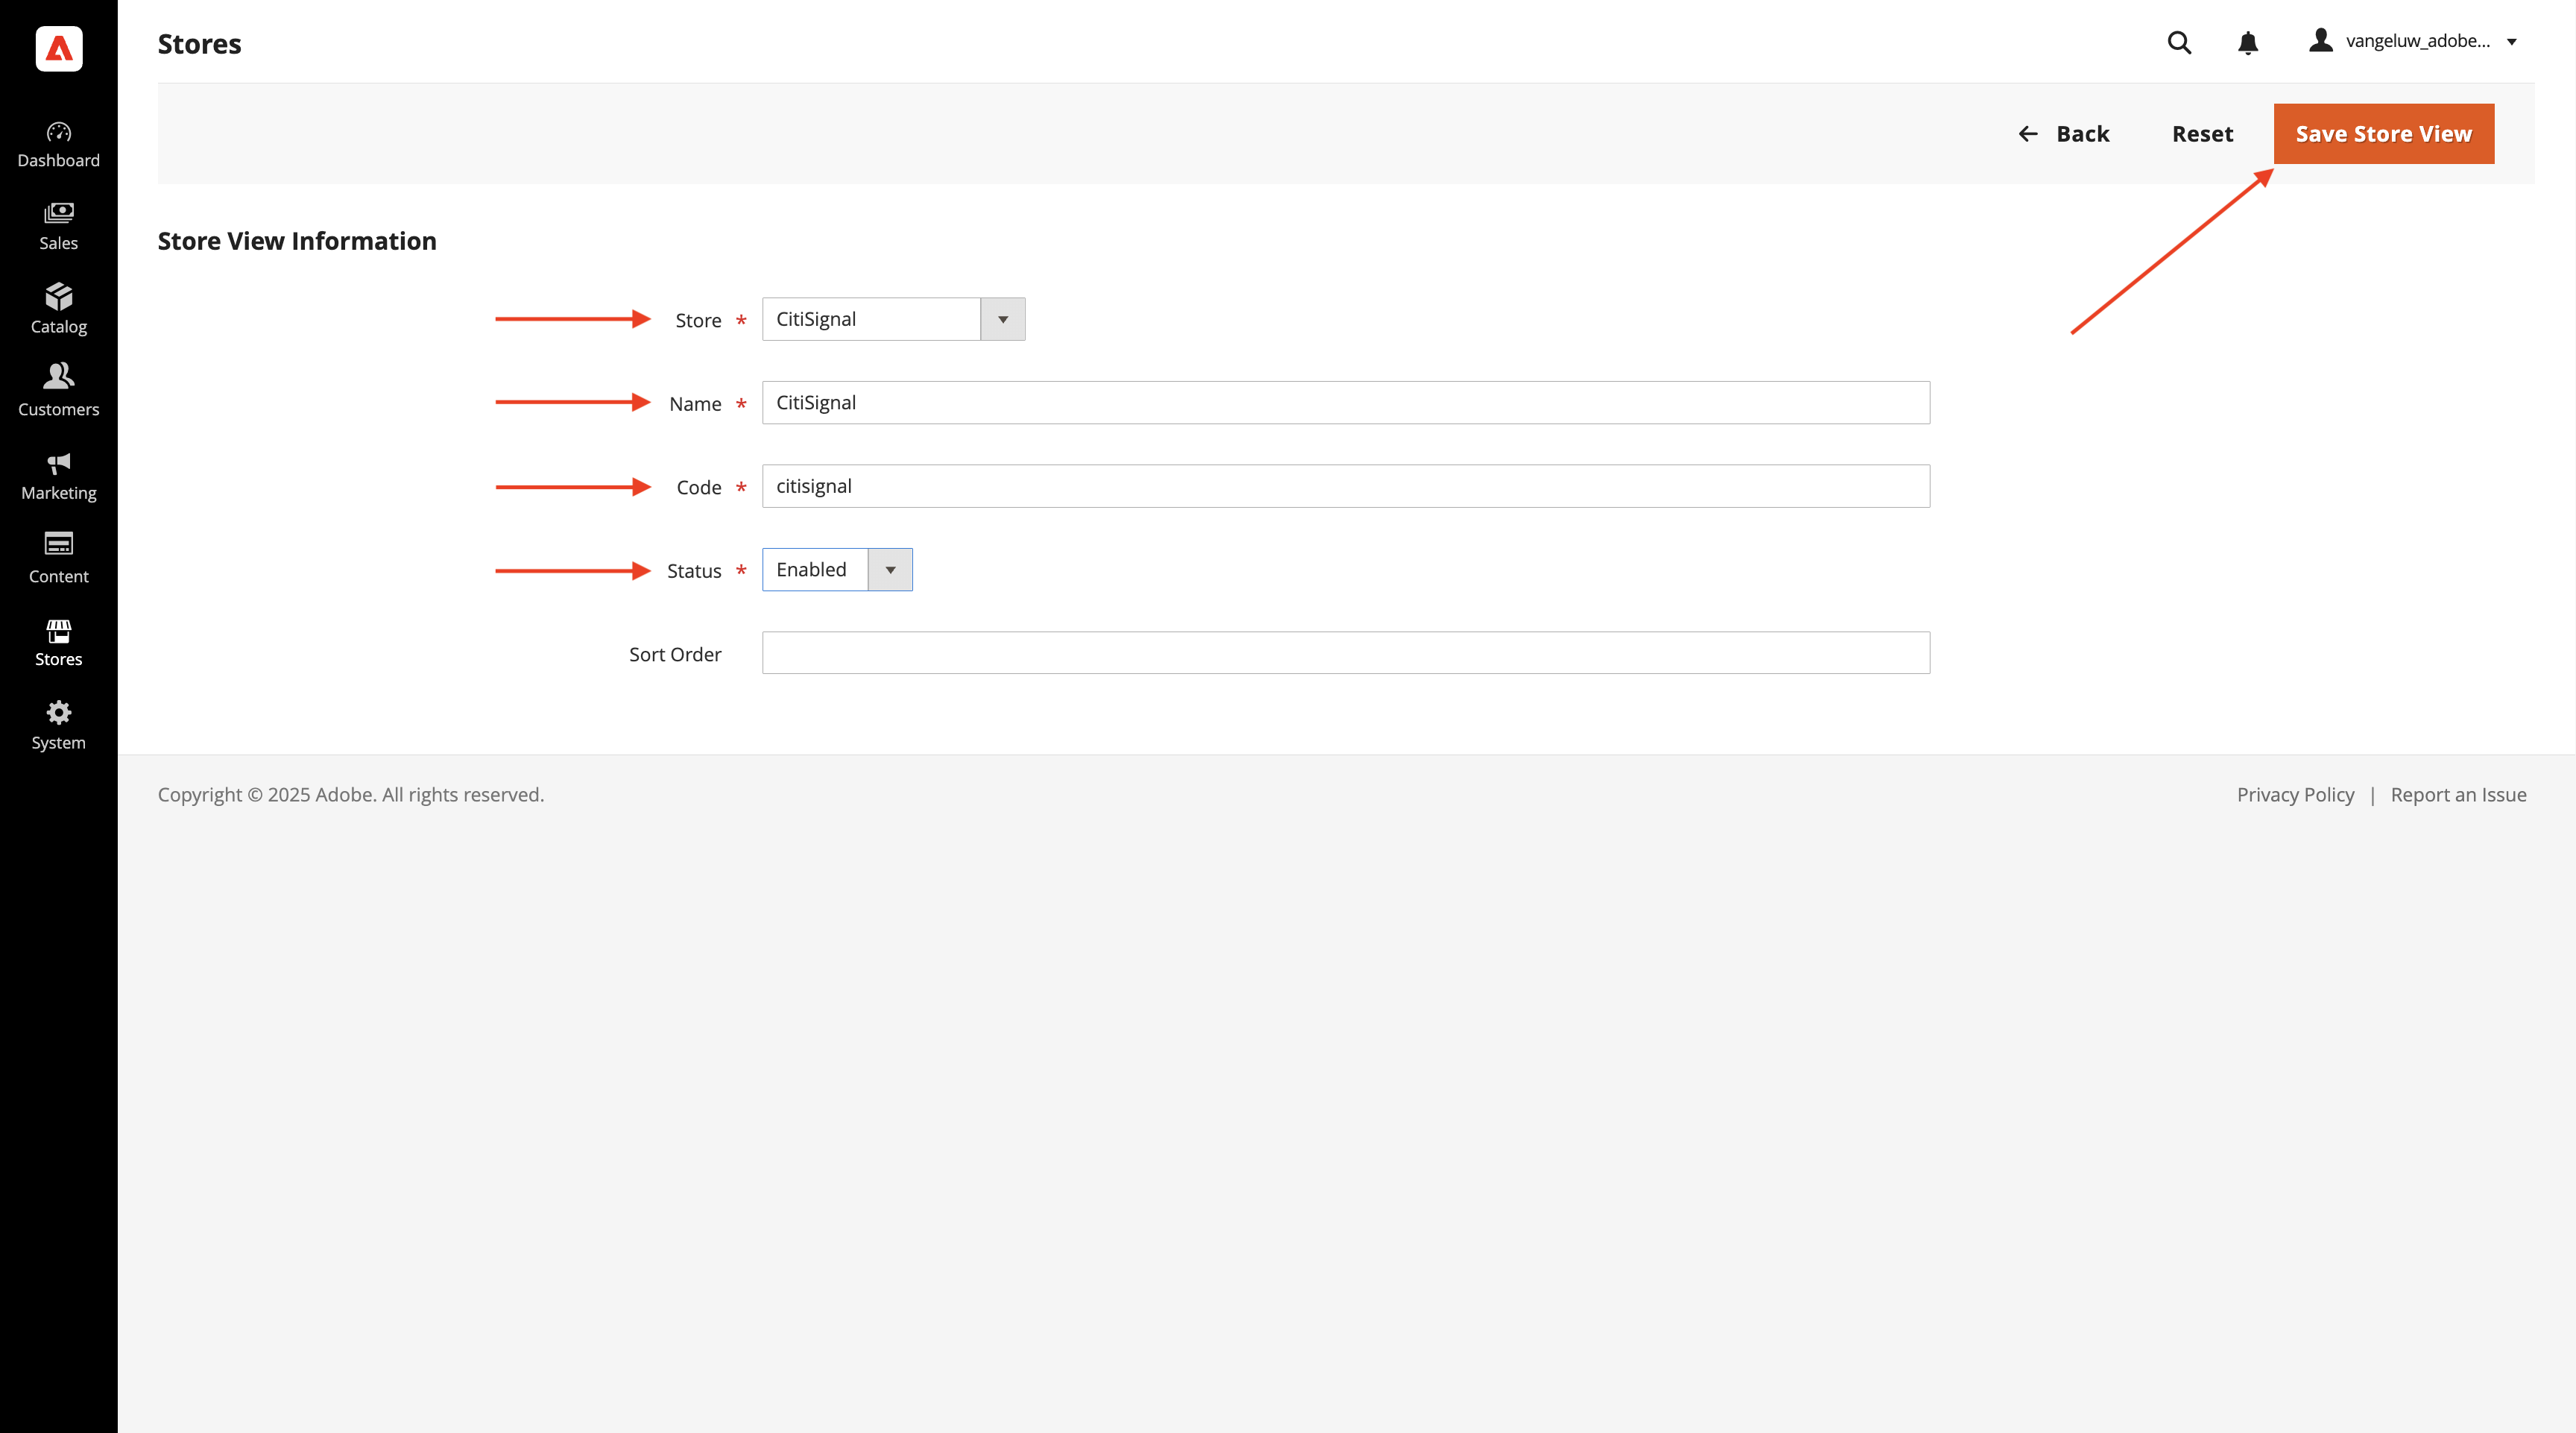 Stores
vangeluw_adobe...
Back
Reset
Save Store View
Dashboard
Sales
Catalog
Customers
Marketing
Content
Stores
System
Store View Information
Store *
CitiSignal
Name *
CitiSignal
Code *
citisignal
Status *
Enabled
Sort Order
Copyright © 2025 Adobe. All rights reserved.
Privacy Policy | Report an Issue